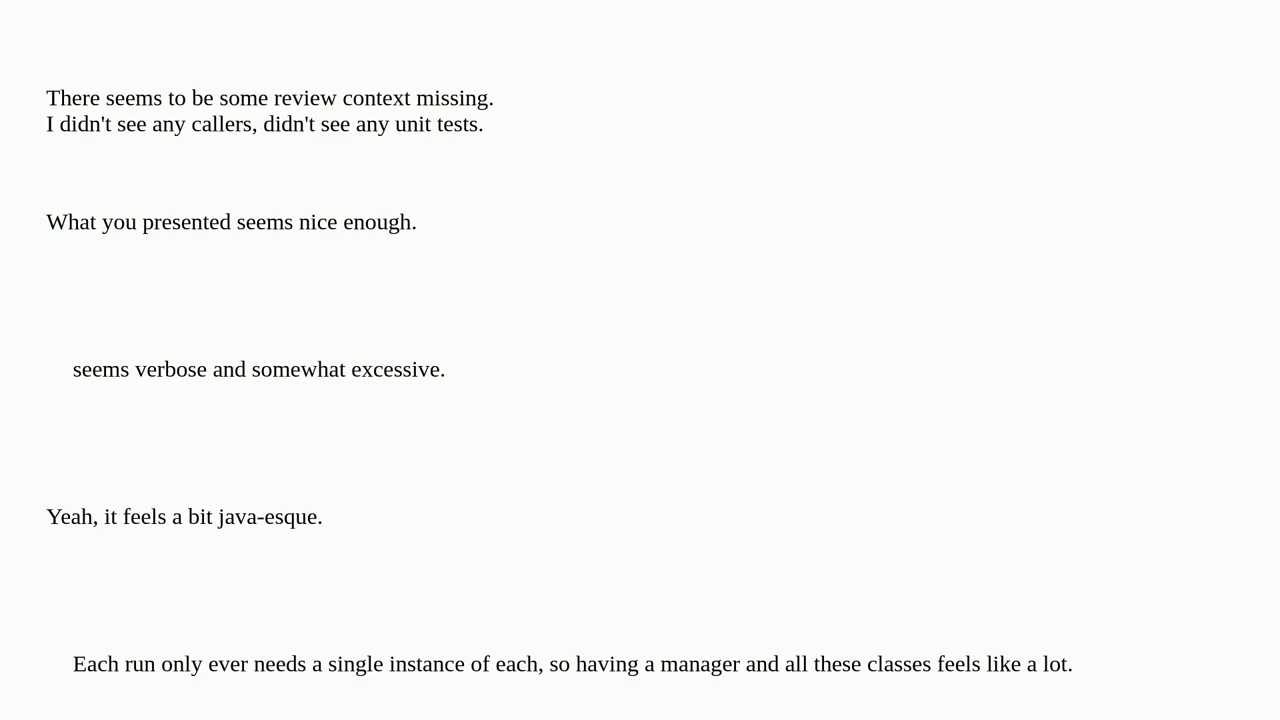 There seems to be some review context missing.
I didn't see any callers, didn't see any unit tests.
What you presented seems nice enough.
seems verbose and somewhat excessive.
Yeah, it feels a bit java-esque.
Each run only ever needs a single instance of each, so having a manager and all these classes feels like a lot.